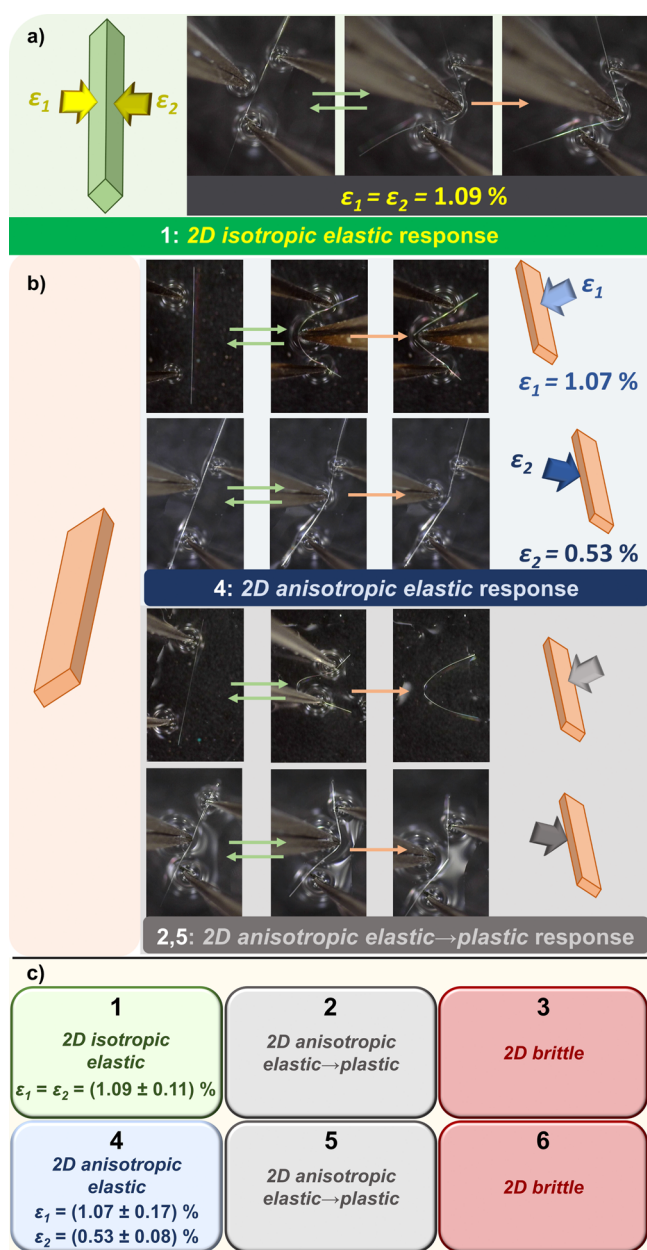 a)
ε1
ε2
ε1 = ε2 = 1.09 %
1: 2D isotropic elastic response
b)
ε1
ε1 = 1.07 %
ε2
ε2 = 0.53 %
4: 2D anisotropic elastic response
2,5: 2D anisotropic elastic→plastic response
c)
1
2D isotropic
elastic
ε1 = ε2 = (1.09 ± 0.11) %
2
2D anisotropic
elastic→plastic
3
2D brittle
4
2D anisotropic
elastic
ε1 = (1.07 ± 0.17) %
ε2 = (0.53 ± 0.08) %
5
2D anisotropic
elastic→plastic
6
2D brittle